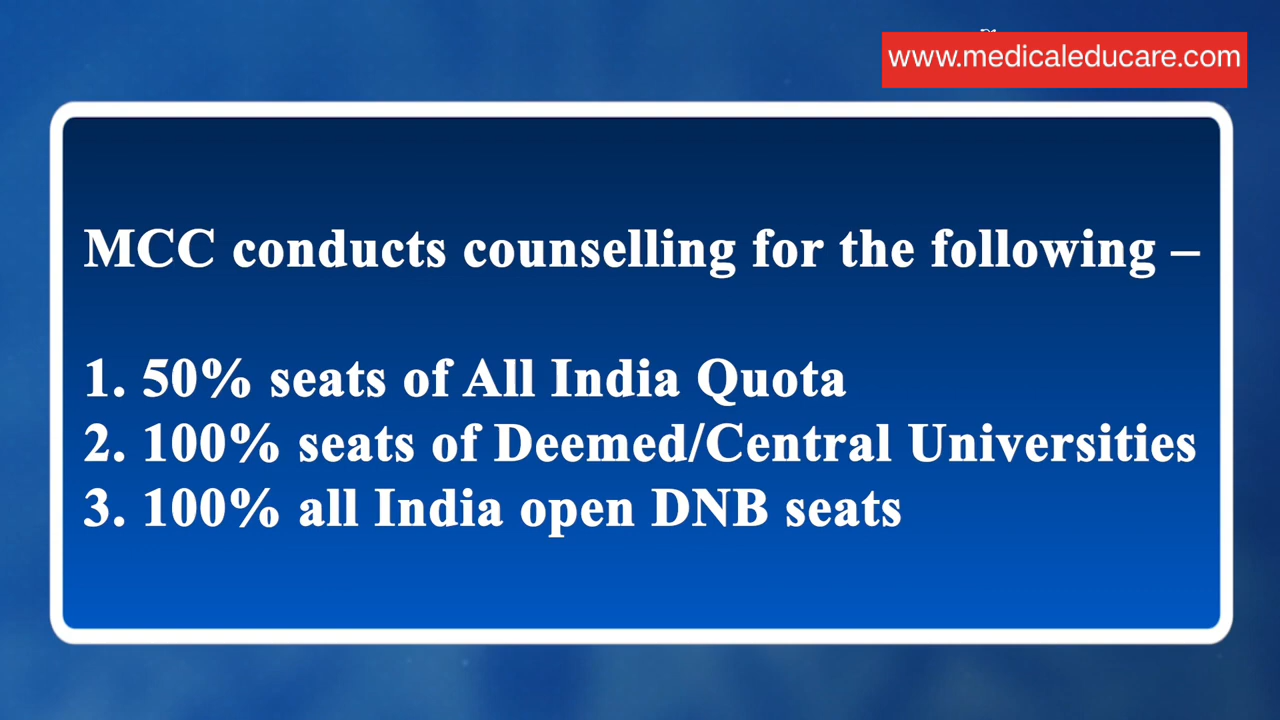 www.medicaleducare.com
MCC conducts counselling for the following –
1. 50% seats of All India Quota
2. 100% seats of Deemed/Central Universities
3. 100% all India open DNB seats